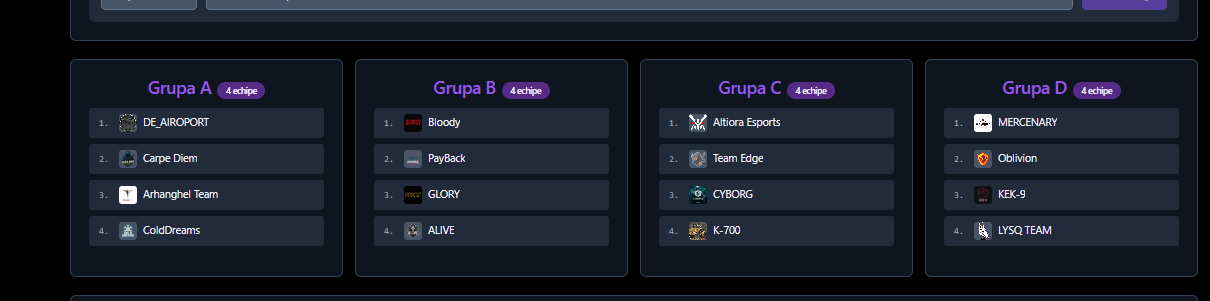 Grupa A 4 echipe
1. DE_AIROPORT
2. Carpe Diem
3. Arhanghel Team
4. ColdDreams
Grupa B 4 echipe
1. Bloody
2. PayBack
3. GLORY
4. ALIVE
Grupa C 4 echipe
1. Altiora Esports
2. Team Edge
3. CYBORG
4. K-700
Grupa D 4 echipe
1. MERCENARY
2. Oblivion
3. KEK-9
4. LYSQ TEAM